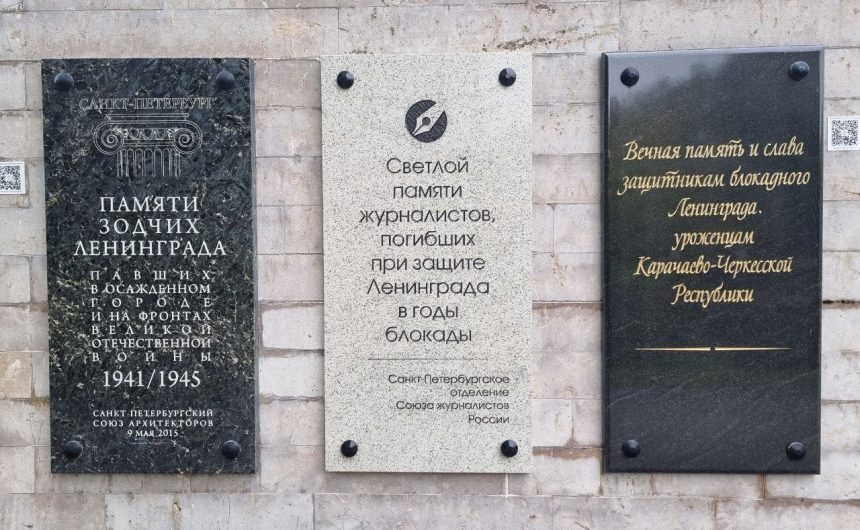 САНКТ-ПЕТЕРБУРГ
ПАМЯТИ
ЗОДЧИХ
ЛЕНИНГРАДА
ПАВШИХ
В ОСАЖДЕННОМ
ГОРОДЕ
И НА ФРОНТАХ
ВЕЛИКОЙ
ОТЕЧЕСТВЕННОЙ
ВОЙНЫ
1941/1945
САНКТ ПЕТЕРБУРГСКИЙ
СОЮЗ АРХИТЕКТОРОВ
9 МАЯ 2015
Светлой
памяти
журналистов,
погибших
при защите
Ленинграда
в годы
блокады
Санкт-Петербургское
отделение
Союза журналистов
России
Вечная память и слава
защитникам блокадного
Ленинграда,
уроженцам
Карачаево-Черкесской
Республики